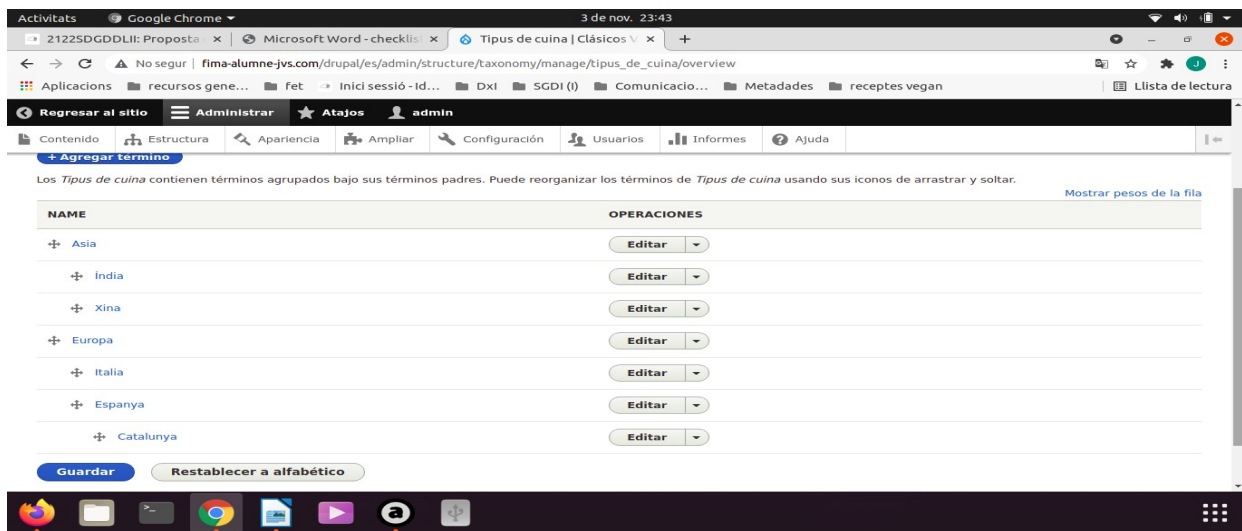 Activitats Google Chrome 3 de nov. 23:43
2122SDGDDLII: Proposta Microsoft Word - checklis Tipus de cuina | Clásicos V
No segur | fima-alumne-jvs.com/drupal/es/admin/structure/taxonomy/manage/tipus_de_cuina/overview
Aplicacions recursos gene... fet Inici sessió - Id... DxI SGDI (I) Comunicacio... Metadades receptes vegan Llista de lectura
Regresar al sitio Administrar Atajos admin
Contenido Estructura Apariencia Ampliar Configuración Usuarios Informes Ayuda
+ Agregar término
Los Tipus de cuina contienen términos agrupados bajo sus términos padres. Puede reorganizar los términos de Tipus de cuina usando sus iconos de arrastrar y soltar.
Mostrar pesos de la fila
NAME OPERACIONES
Asia Editar
Índia Editar
Xina Editar
Europa Editar
Italia Editar
Espanya Editar
Catalunya Editar
Guardar Restablecer a alfabético